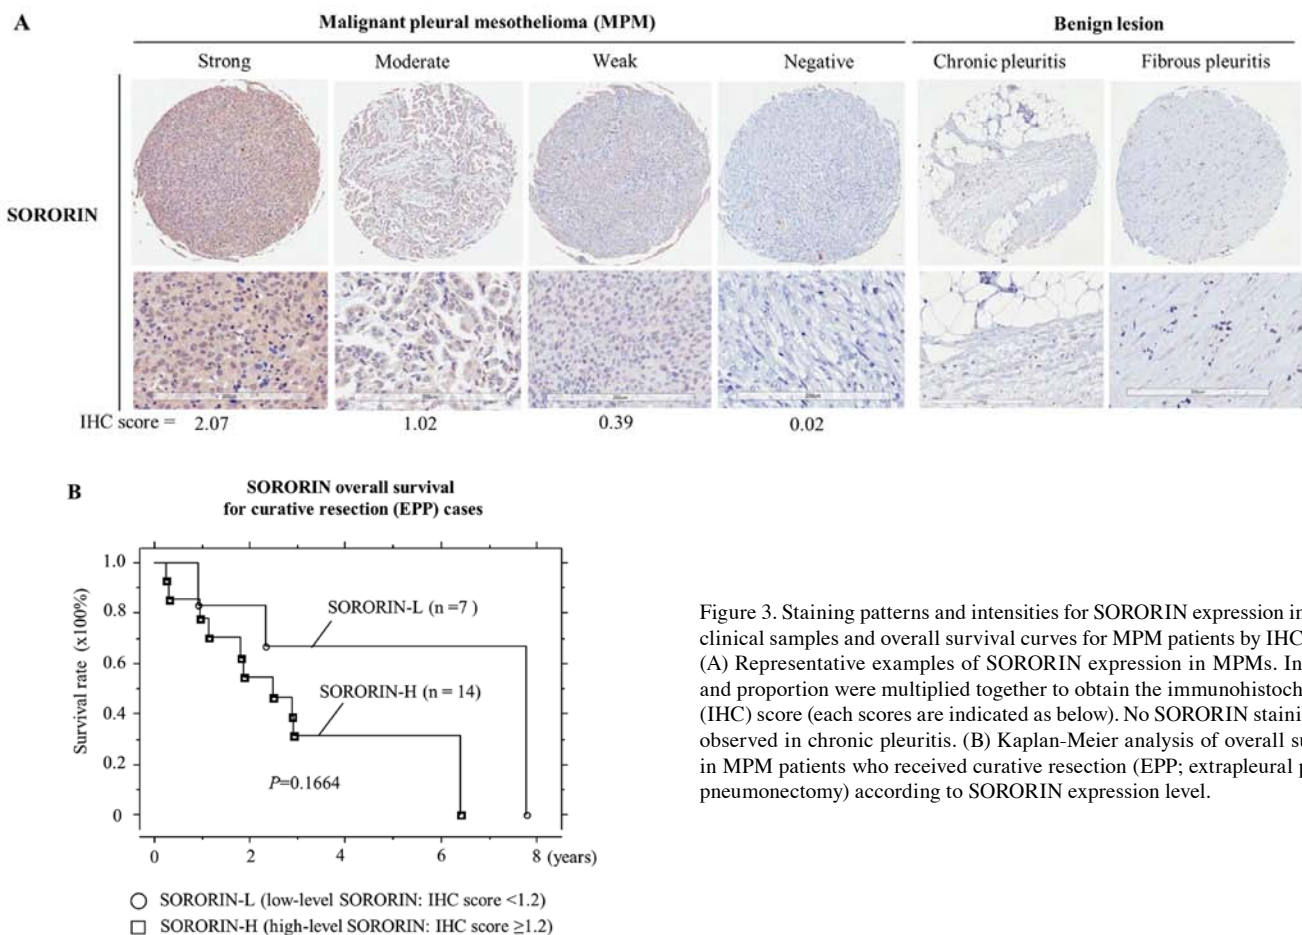 A
Malignant pleural mesothelioma (MPM)
Benign lesion
Strong
Moderate
Weak
Negative
Chronic pleuritis
Fibrous pleuritis
SORORIN
IHC score = 2.07
1.02
0.39
0.02
B
SORORIN overall survival
for curative resection (EPP) cases
Survival rate (x100%)
1.0
0.8
0.6
0.4
0.2
0
SORORIN-L (n =7 )
SORORIN-H (n = 14)
P=0.1664
0
2
4
6
8 (years)
SORORIN-L (low-level SORORIN: IHC score <1.2)
SORORIN-H (high-level SORORIN: IHC score ≥1.2)
Figure 3. Staining patterns and intensities for SORORIN expression in
clinical samples and overall survival curves for MPM patients by IHC
(A) Representative examples of SORORIN expression in MPMs. In
and proportion were multiplied together to obtain the immunohistoch
(IHC) score (each scores are indicated as below). No SORORIN staini
observed in chronic pleuritis. (B) Kaplan-Meier analysis of overall su
in MPM patients who received curative resection (EPP; extrapleural p
pneumonectomy) according to SORORIN expression level.